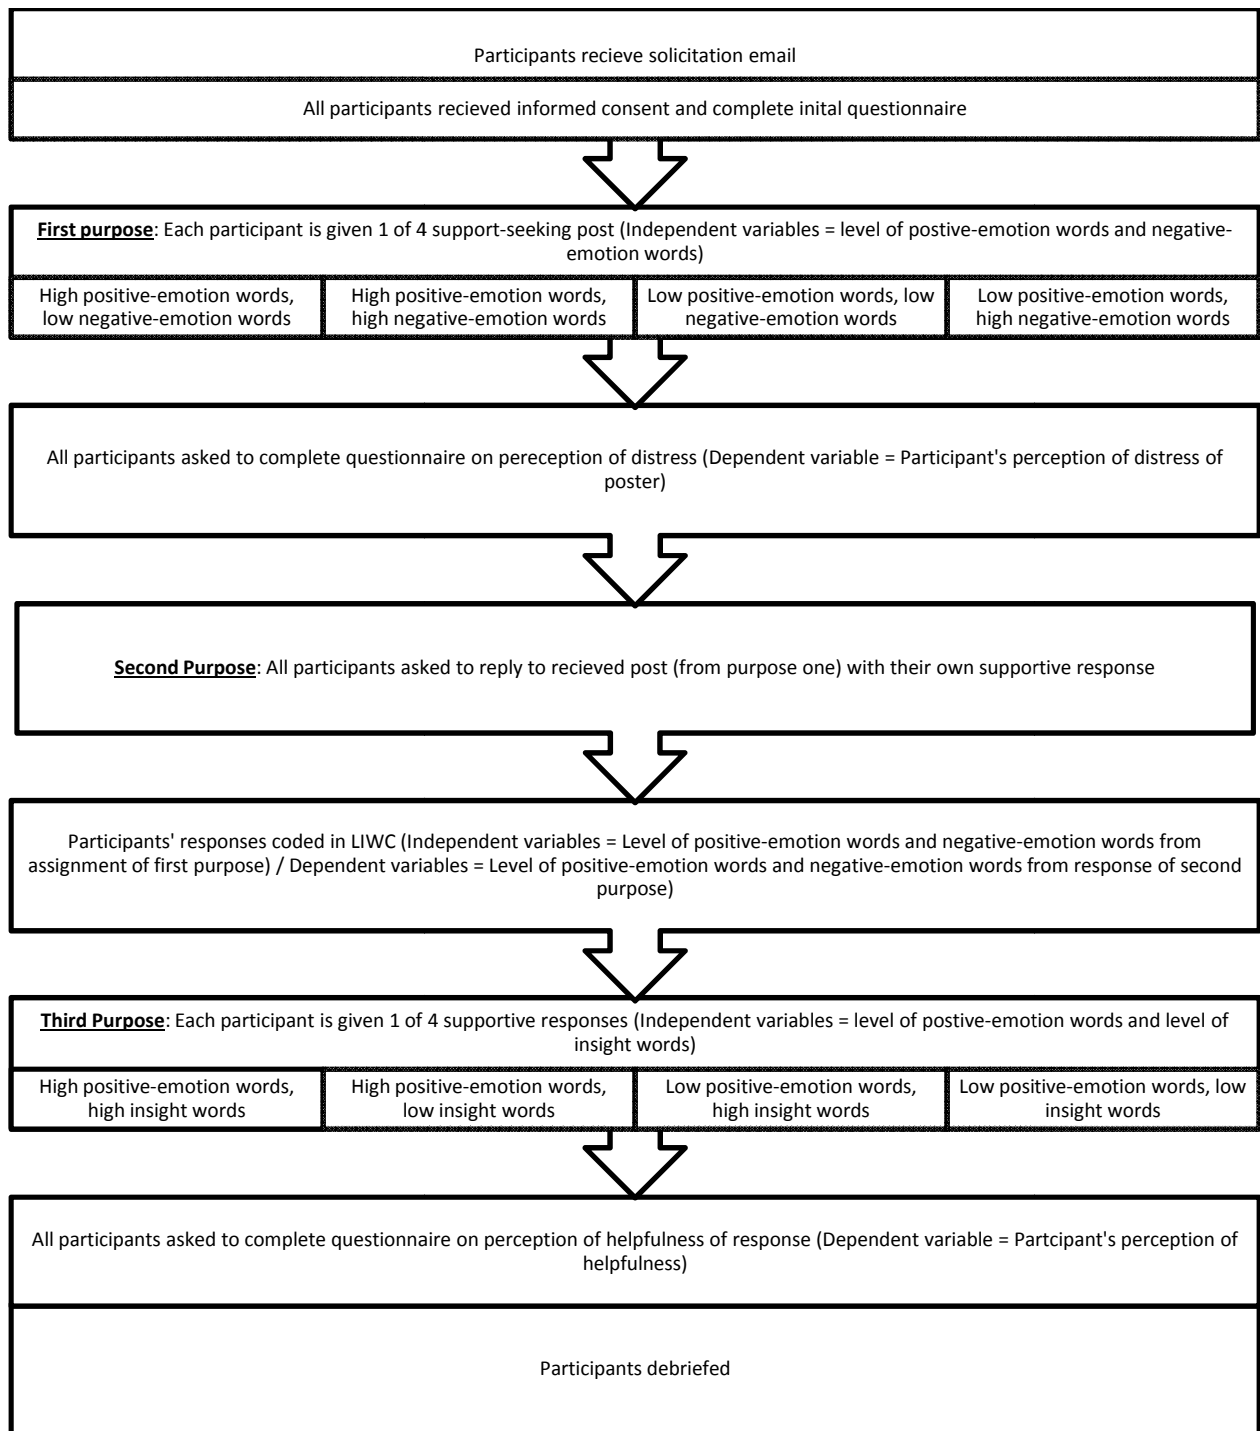 Participants recieve solicitation email
All participants recieved informed consent and complete inital questionnaire
First purpose: Each participant is given 1 of 4 support-seeking post (Independent variables = level of postive-emotion words and negative-
emotion words)
High positive-emotion words,
low negative-emotion words
High positive-emotion words,
high negative-emotion words
Low positive-emotion words, low
negative-emotion words
Low positive-emotion words,
high negative-emotion words
All participants asked to complete questionnaire on pereception of distress (Dependent variable = Participant's perception of distress of
poster)
Second Purpose: All participants asked to reply to recieved post (from purpose one) with their own supportive response
Participants' responses coded in LIWC (Independent variables = Level of positive-emotion words and negative-emotion words from
assignment of first purpose) / Dependent variables = Level of positive-emotion words and negative-emotion words from response of second
purpose)
Third Purpose: Each participant is given 1 of 4 supportive responses (Independent variables = level of postive-emotion words and level of
insight words)
High positive-emotion words,
high insight words
High positive-emotion words,
low insight words
Low positive-emotion words,
high insight words
Low positive-emotion words, low
insight words
All participants asked to complete questionnaire on perception of helpfulness of response (Dependent variable = Partcipant's perception of
helpfulness)
Participants debriefed